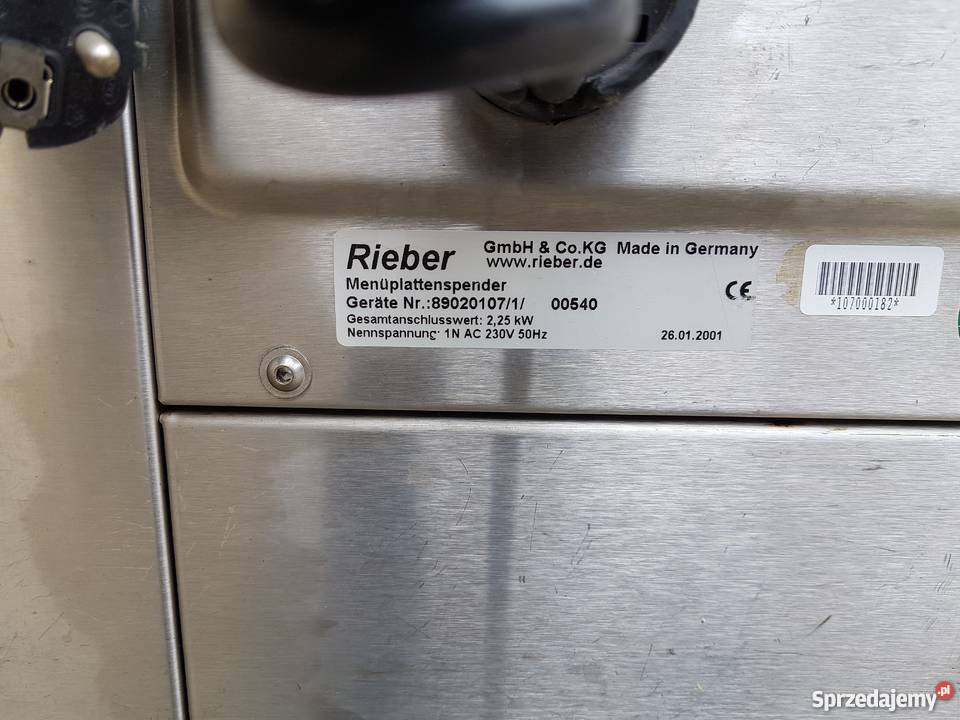 Rieber GmbH & Co.KG Made in Germany
www.rieber.de
Menüplattenspender
Geräte Nr.:89020107/1/ 00540
CE
Gesamtanschlusswert: 2,25 kW
Nennspannung: 1N AC 230V 50Hz 26.01.2001
*107000182*
Sprzedajemy.pl